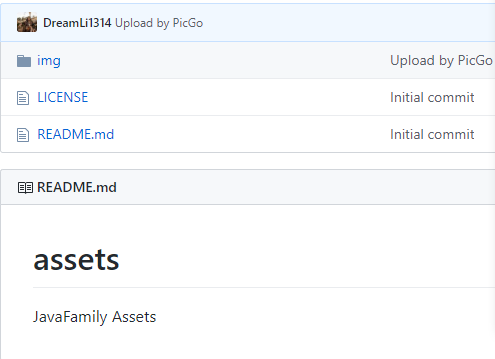 DreamLi1314 Upload by PicGo
img Upload by PicGo
LICENSE Initial commit
README.md Initial commit
README.md
assets
JavaFamily Assets